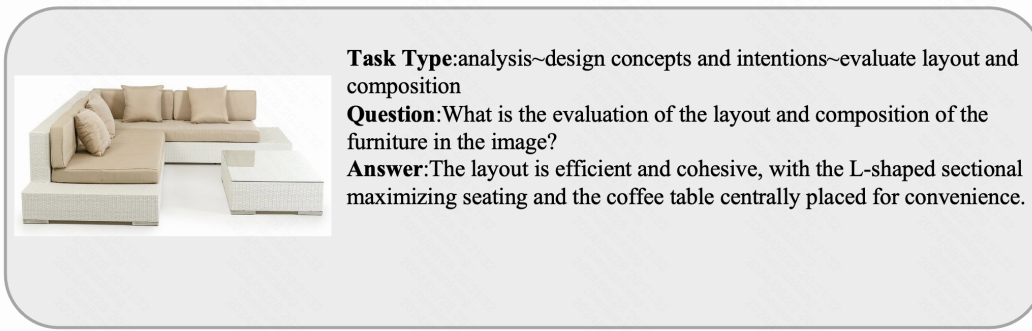 Task Type:analysis~design concepts and intentions~evaluate layout and
composition
Question:What is the evaluation of the layout and composition of the
furniture in the image?
Answer:The layout is efficient and cohesive, with the L-shaped sectional
maximizing seating and the coffee table centrally placed for convenience.